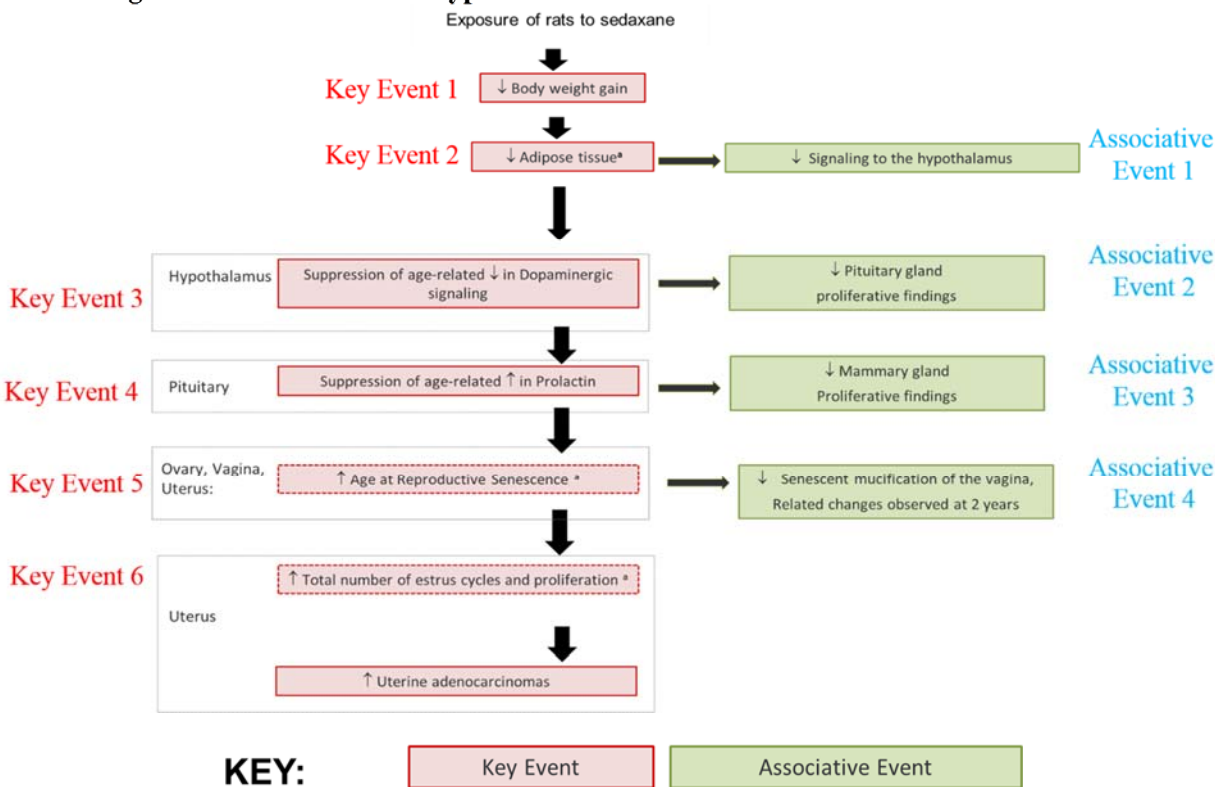 Exposure of rats to sedaxane
Key Event 1
↓ Body weight gain
Key Event 2
↓ Adipose tissueᵃ
↓ Signaling to the hypothalamus
Associative
Event 1
Key Event 3
Hypothalamus
Suppression of age-related ↓ in Dopaminergic
signaling
↓ Pituitary gland
proliferative findings
Associative
Event 2
Key Event 4
Pituitary
Suppression of age-related ↑ in Prolactin
↓ Mammary gland
Proliferative findings
Associative
Event 3
Key Event 5
Ovary, Vagina,
Uterus:
↑ Age at Reproductive Senescence ᵃ
↓ Senescent mucification of the vagina,
Related changes observed at 2 years
Associative
Event 4
Key Event 6
↑ Total number of estrus cycles and proliferation ᵃ
Uterus
↑ Uterine adenocarcinomas
KEY:
Key Event
Associative Event